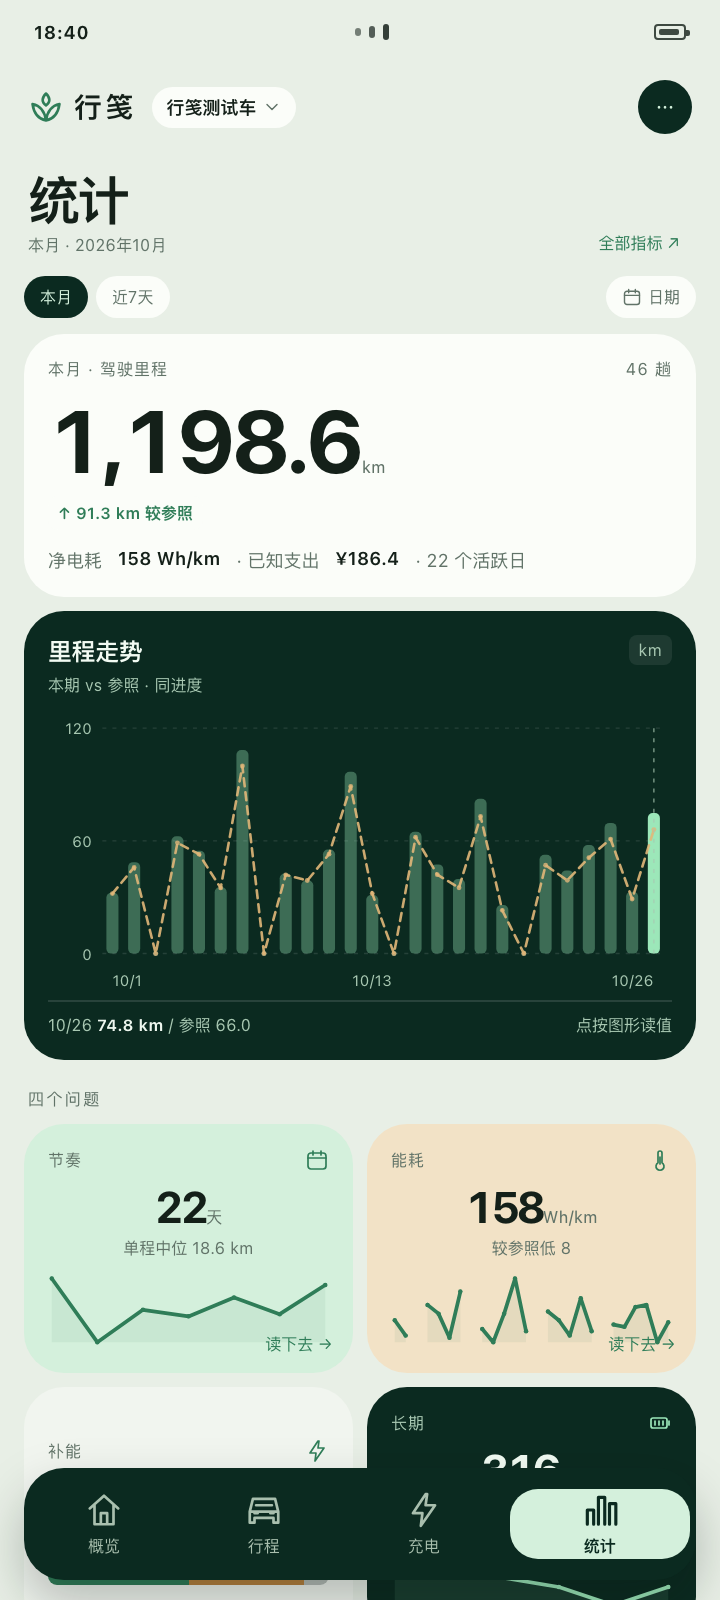 18:40
行笺
行笺测试车
统计
本月 · 2026年10月
全部指标
本月
近7天
日期
本月 · 驾驶里程
46 趟
1,198.6km
↑ 91.3 km 较参照
净电耗 158 Wh/km · 已知支出 ¥186.4 · 22 个活跃日
里程走势
km
本期 vs 参照 · 同进度
120
60
0
10/1
10/13
10/26
10/26 74.8 km / 参照 66.0
点按图形读值
四个问题
节奏
22天
单程中位 18.6 km
读下去 →
能耗
158Wh/km
较参照低 8
读下去 →
补能
长期
316
概览
行程
充电
统计